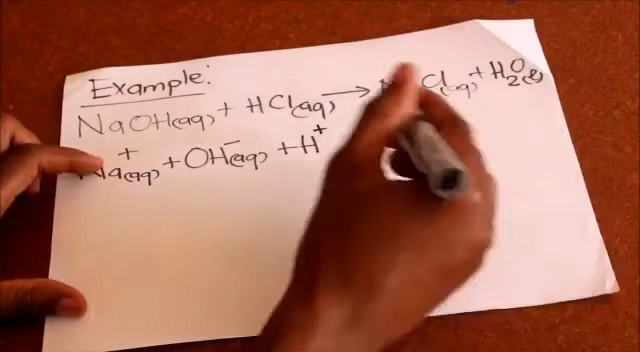 Example:
NaOH(aq) + HCl(aq) → Cl(aq) + H₂O(l)
Na⁺(aq) + OH⁻(aq) + H⁺